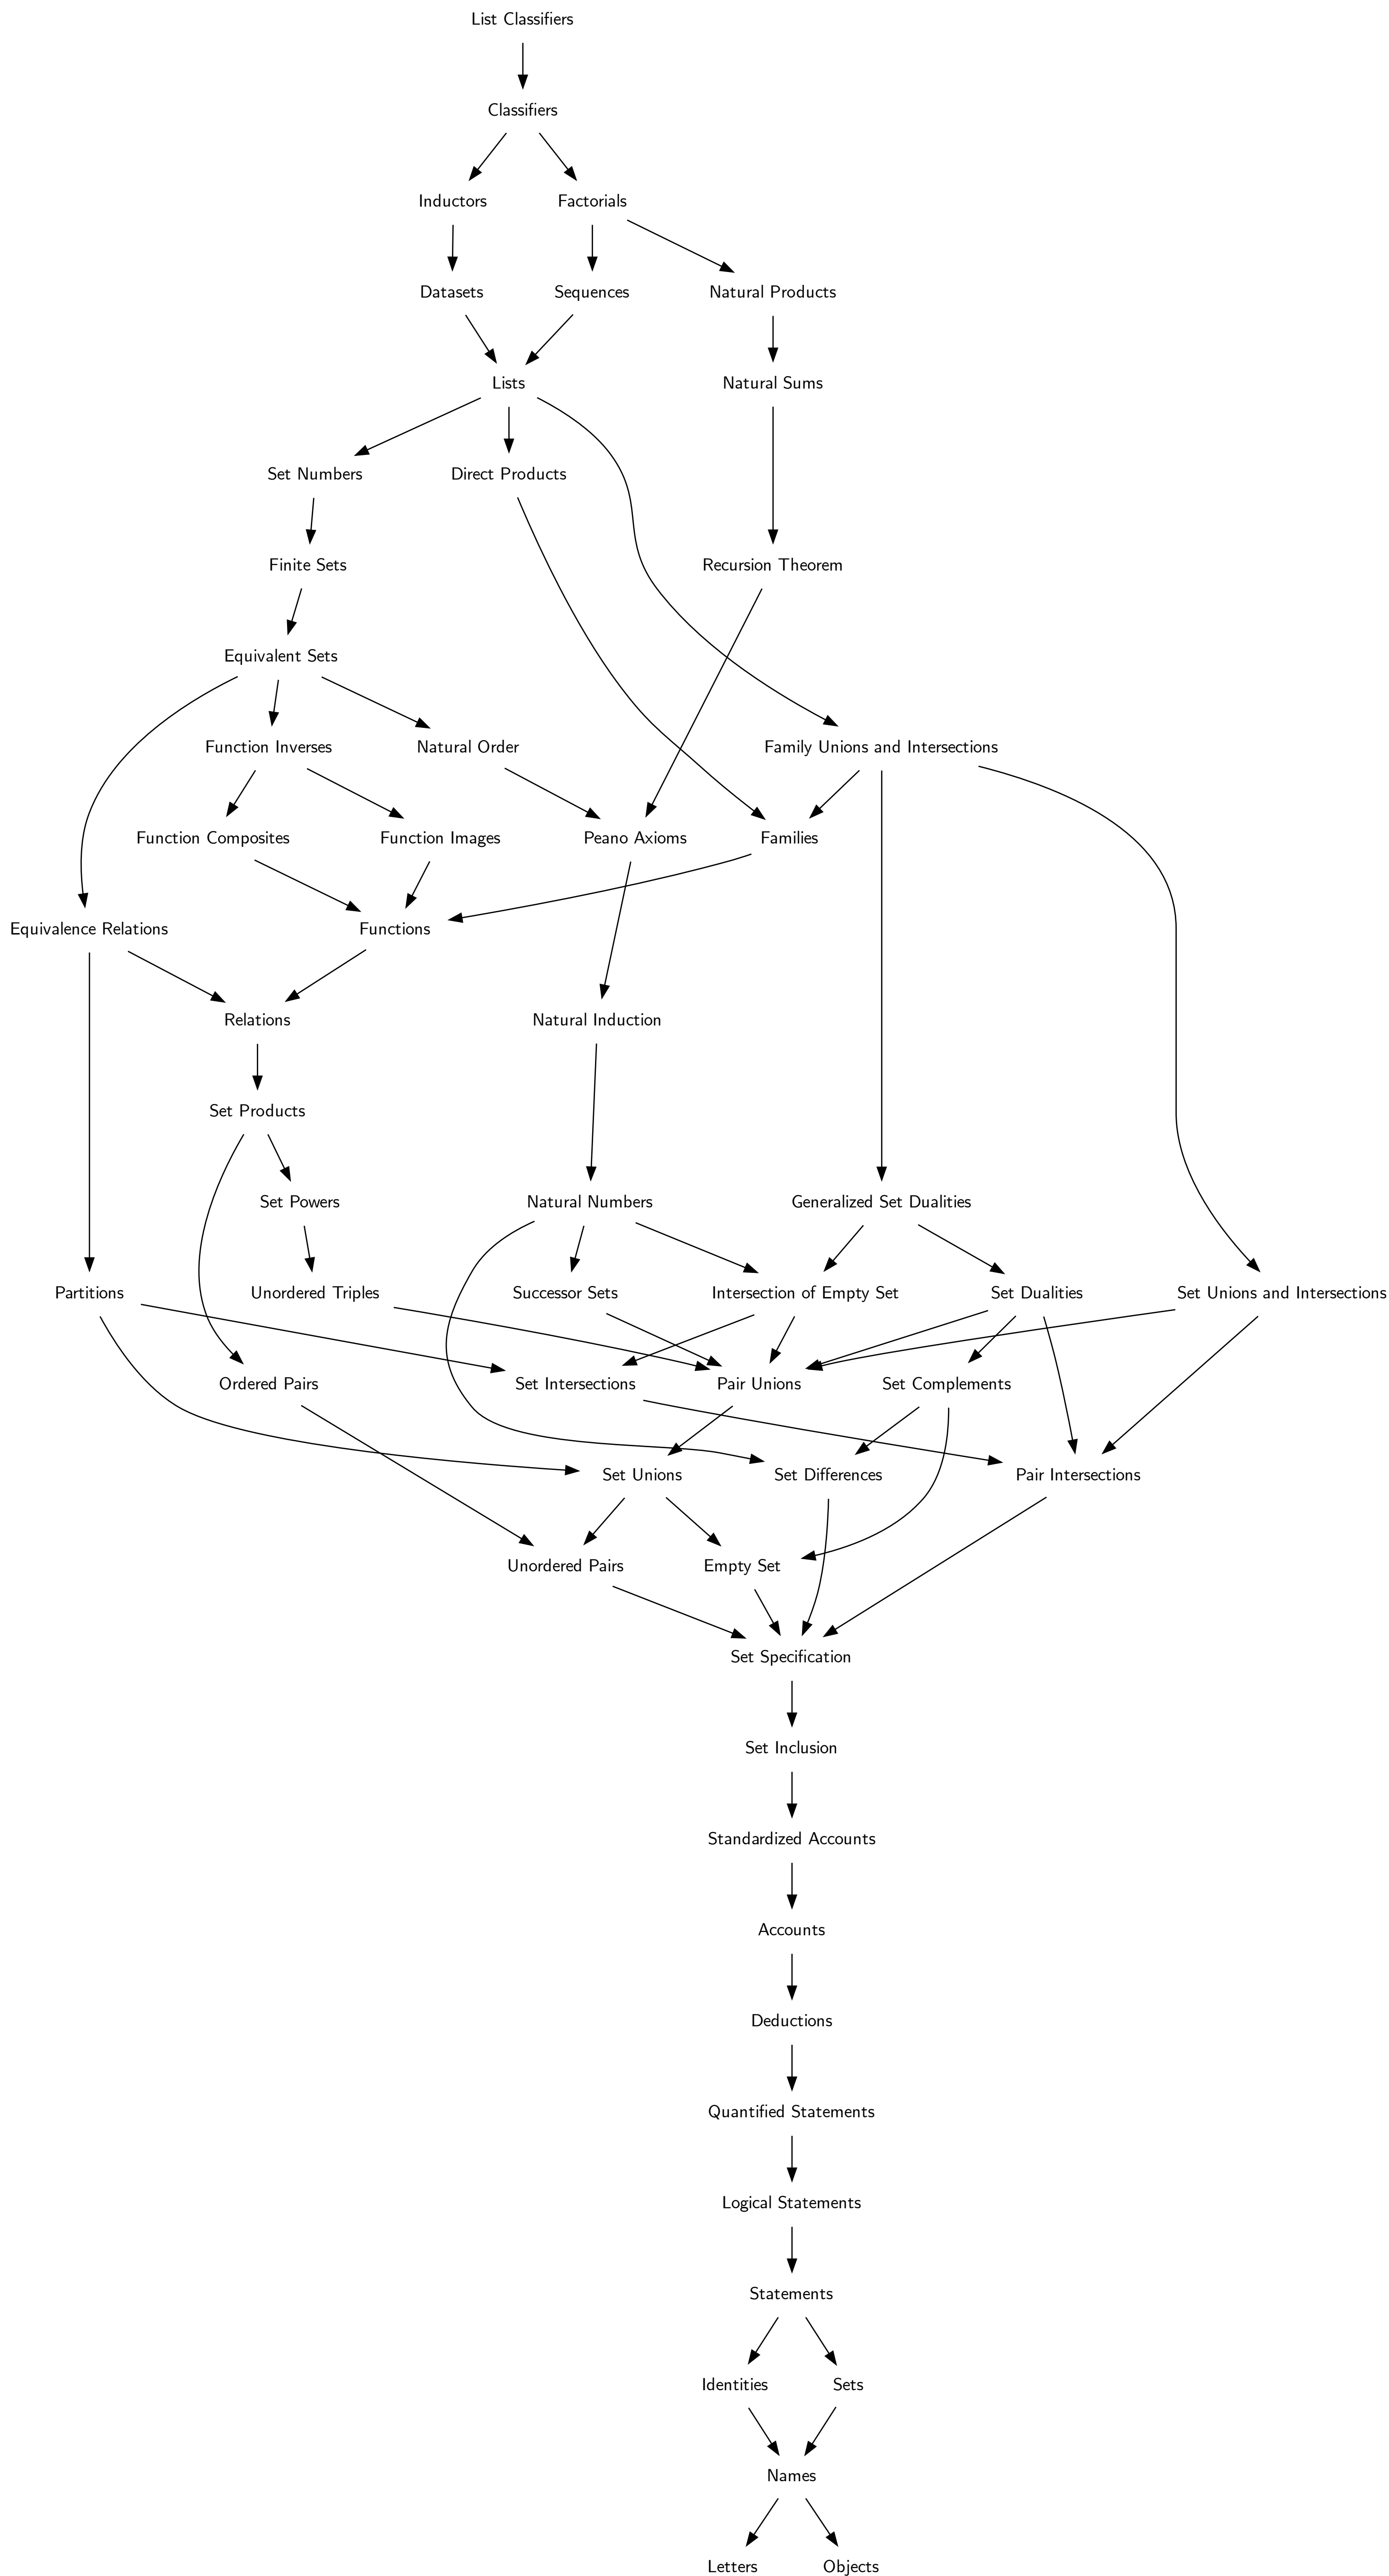 List Classifiers
Classifiers
Inductors
Factorials
Datasets
Sequences
Natural Products
Lists
Natural Sums
Set Numbers
Direct Products
Finite Sets
Recursion Theorem
Equivalent Sets
Function Inverses
Natural Order
Family Unions and Intersections
Function Composites
Function Images
Peano Axioms
Families
Equivalence Relations
Functions
Relations
Natural Induction
Set Products
Set Powers
Natural Numbers
Generalized Set Dualities
Partitions
Unordered Triples
Successor Sets
Intersection of Empty Set
Set Dualities
Set Unions and Intersections
Ordered Pairs
Set Intersections
Pair Unions
Set Complements
Set Unions
Set Differences
Pair Intersections
Unordered Pairs
Empty Set
Set Specification
Set Inclusion
Standardized Accounts
Accounts
Deductions
Quantified Statements
Logical Statements
Statements
Identities
Sets
Names
Letters
Objects